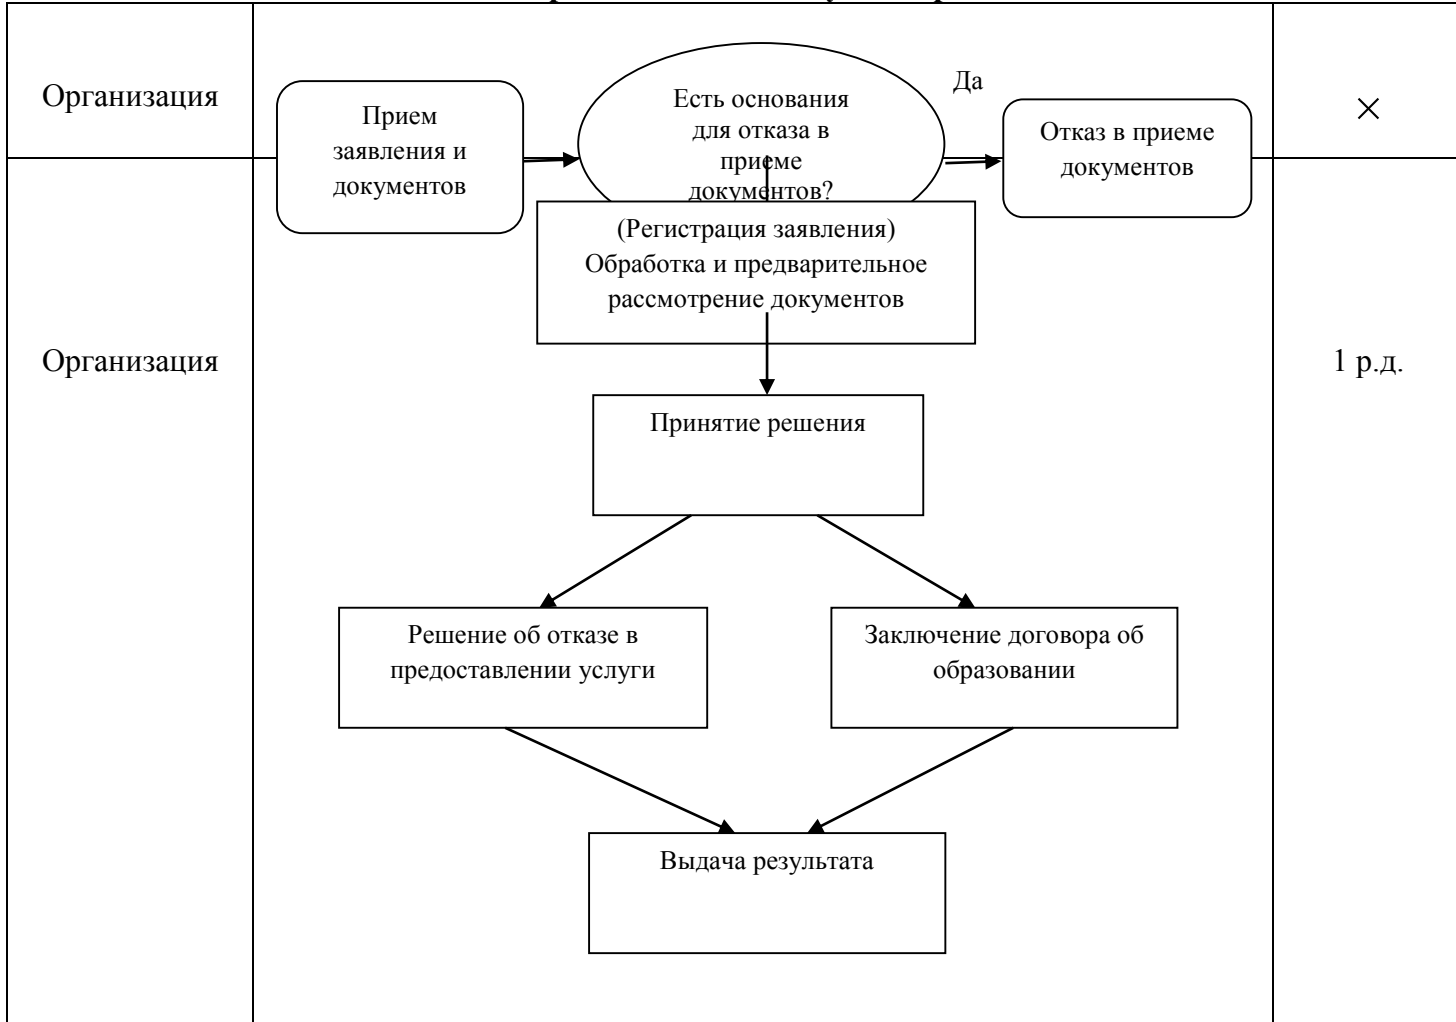 Организация
Прием
заявления и
документов
Есть основания
для отказа в
приеме
документов?
Да
Отказ в приеме
документов
×
Организация
(Регистрация заявления)
Обработка и предварительное
рассмотрение документов
1 р.д.
Принятие решения
Решение об отказе в
предоставлении услуги
Заключение договора об
образовании
Выдача результата